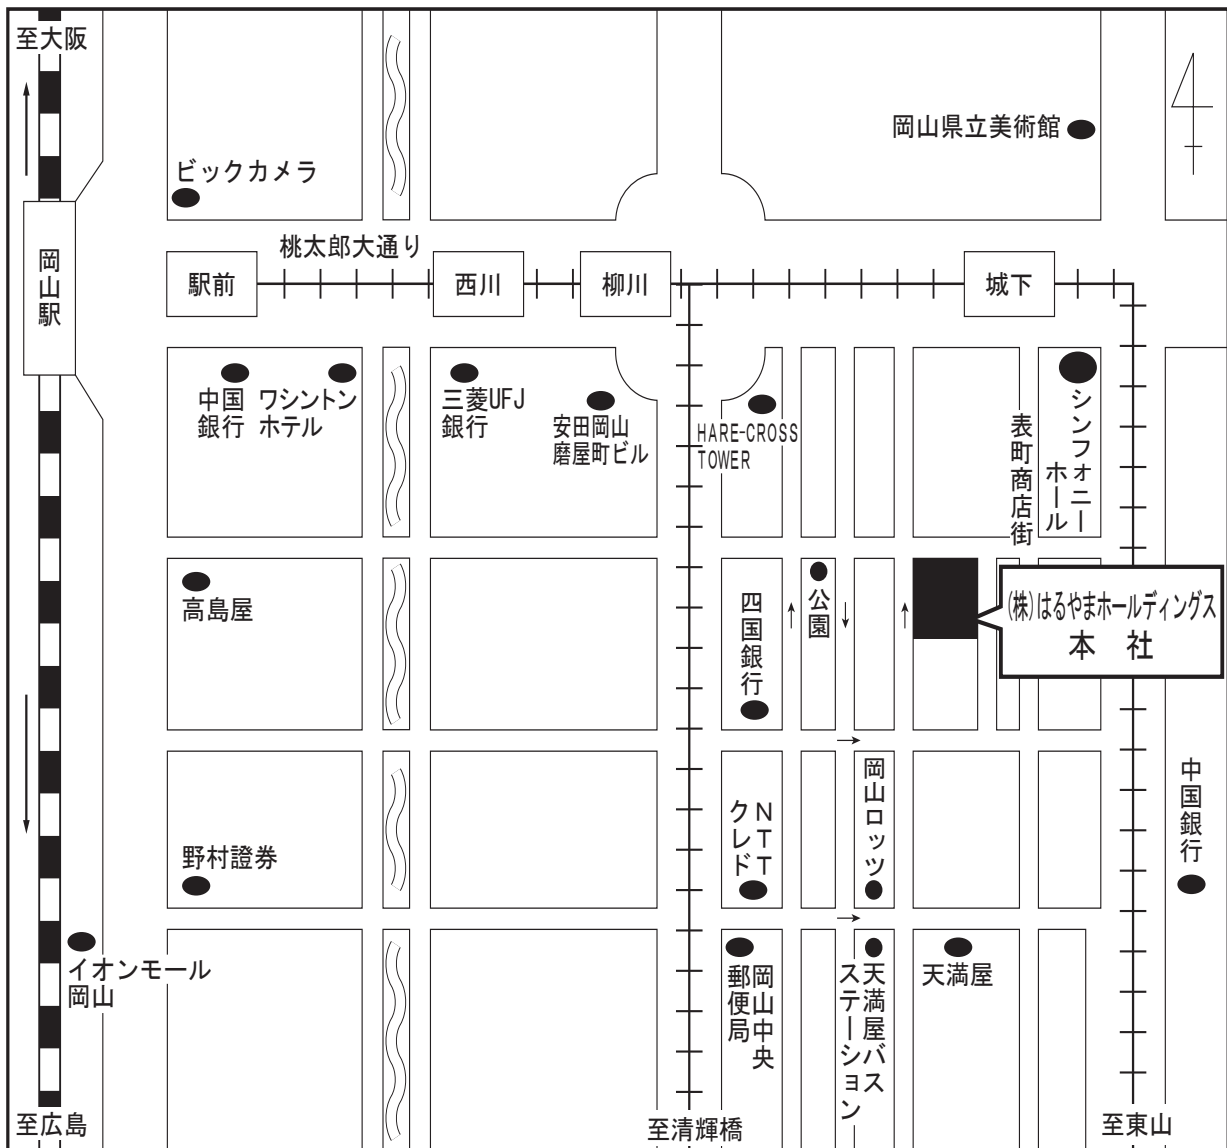 至大阪
岡山県立美術館
ビックカメラ
桃太郎大通り
岡山駅
駅前
西川
柳川
城下
中国
銀行
ワシントン
ホテル
三菱UFJ
銀行
安田岡山
磨屋町ビル
HARE-CROSS
TOWER
表町商店街
シンフォニー
ホール
高島屋
四国銀行
公園
(株)はるやまホールディングス
本社
野村證券
NTT
クレド
岡山ロッツ
中国銀行
イオンモール
岡山
岡山中央
郵便局
天満屋バス
ステーション
天満屋
至広島
至清輝橋
至東山